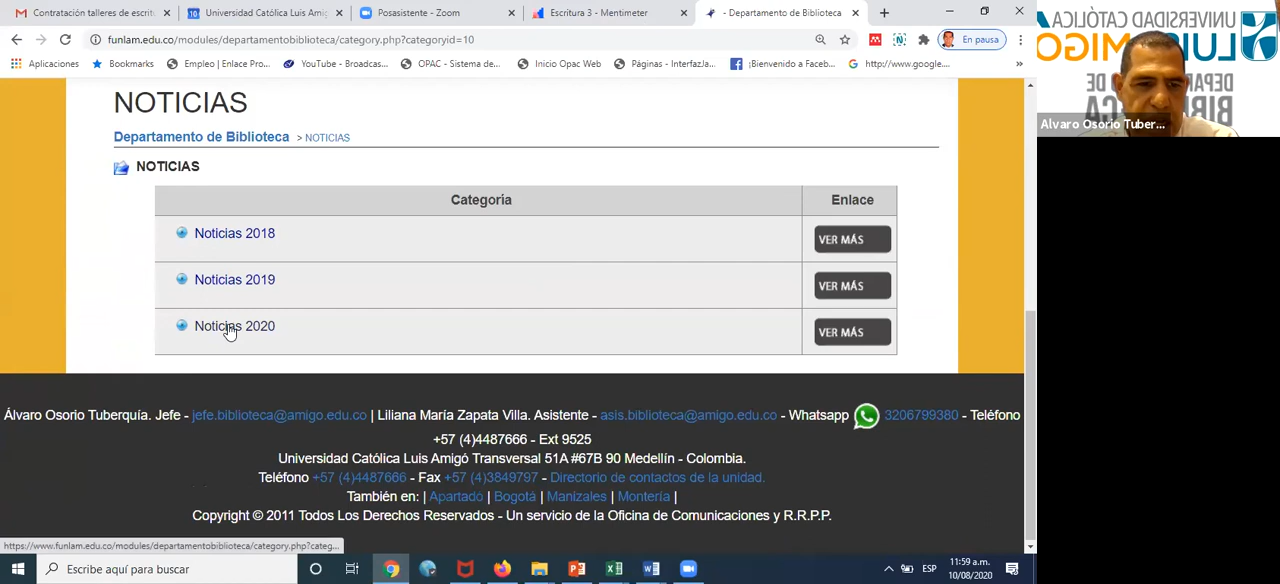 Contratación talleres de escritu
Universidad Católica Luis Amig
Posasistente - Zoom
Escritura 3 - Mentimeter
- Departamento de Biblioteca
funlam.edu.co/modules/departamentobiblioteca/category.php?categoryid=10
En pausa
Aplicaciones
Bookmarks
Empleo | Enlace Pro...
YouTube - Broadcas...
OPAC - Sistema de...
Inicio Opac Web
Páginas - InterfazJa...
¡Bienvenido a Faceb...
http://www.google....
UNIVERSIDAD CATÓLICA
LUIS AMIGO
BIBLIOTECA
Alvaro Osorio Tuber...
NOTICIAS
Departamento de Biblioteca > NOTICIAS
NOTICIAS
Categoria Enlace
Noticias 2018 VER MÁS
Noticias 2019 VER MÁS
Noticias 2020 VER MÁS
Álvaro Osorio Tuberquía. Jefe - jefe.biblioteca@amigo.edu.co | Liliana María Zapata Villa. Asistente - asis.biblioteca@amigo.edu.co - Whatsapp 3206799380 - Teléfono
+57 (4)4487666 - Ext 9525
Universidad Católica Luis Amigó Transversal 51A #67B 90 Medellín - Colombia.
Teléfono +57 (4)4487666 - Fax +57 (4)3849797 - Directorio de contactos de la unidad.
También en: | Apartadó | Bogotá | Manizales | Montería |
Copyright © 2011 Todos Los Derechos Reservados - Un servicio de la Oficina de Comunicaciones y R.R.P.P.
https://www.funlam.edu.co/modules/departamentobiblioteca/category.php?categ...
Escribe aquí para buscar
ESP
11:59 a.m.
10/08/2020